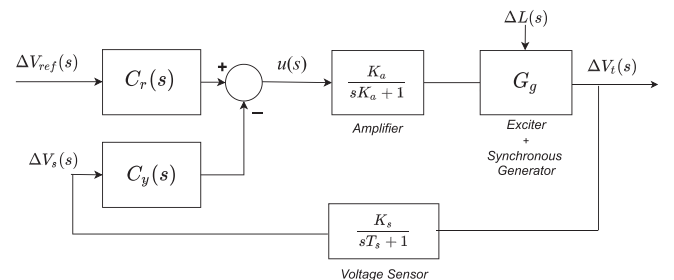 ΔL(s)
ΔV_ref(s)
C_r(s)
+
u(s)
K_a
sK_a + 1
G_g
ΔV_t(s)
−
Amplifier
Exciter
+
Synchronous
Generator
ΔV_s(s)
C_y(s)
K_s
sT_s + 1
Voltage Sensor